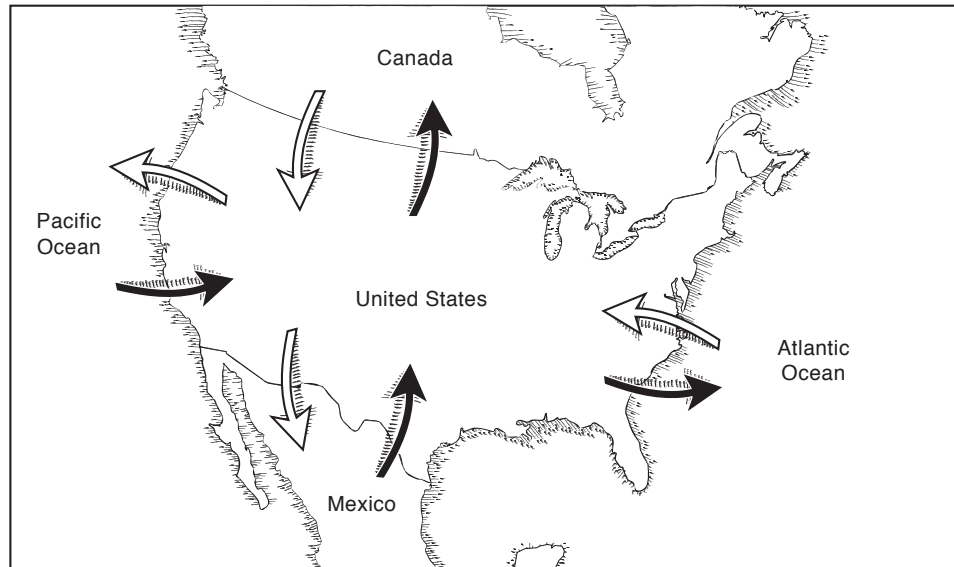 Canada
Pacific
Ocean
United States
Atlantic
Ocean
Mexico